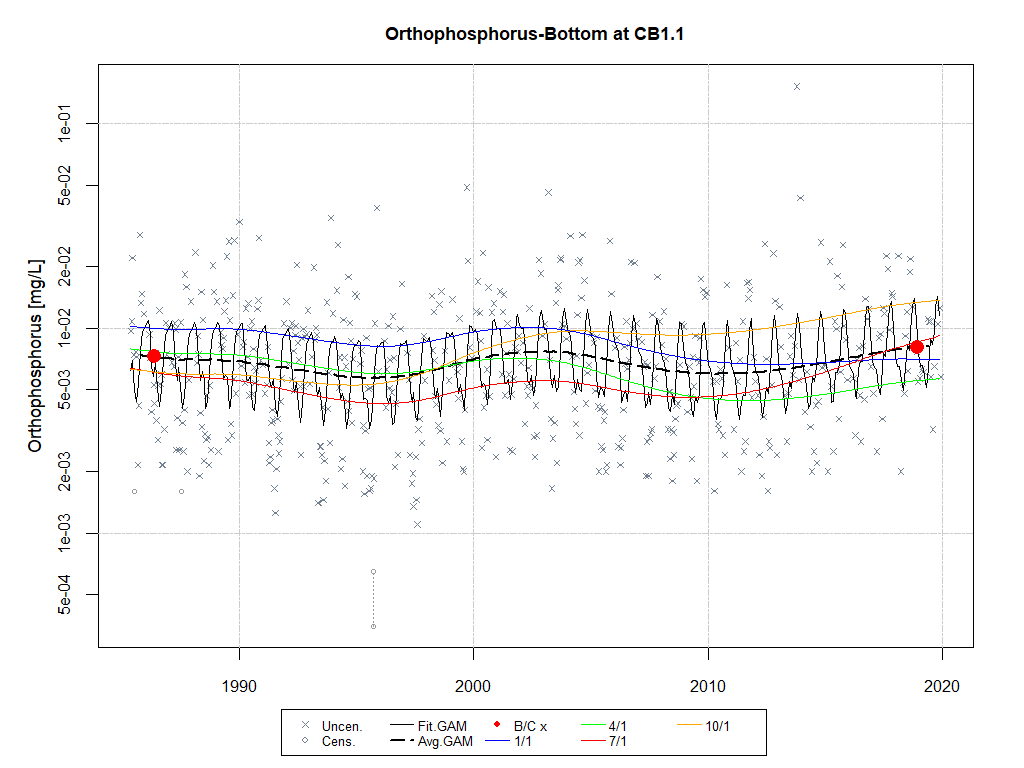 Orthophosphorus-Bottom at CB1.1
Orthophosphorus [mg/L]
1e-01
5e-02
2e-02
1e-02
5e-03
2e-03
1e-03
5e-04
1990 2000 2010 2020
Uncen. Fit.GAM B/C x 4/1 10/1
Cens. Avg.GAM 1/1 7/1